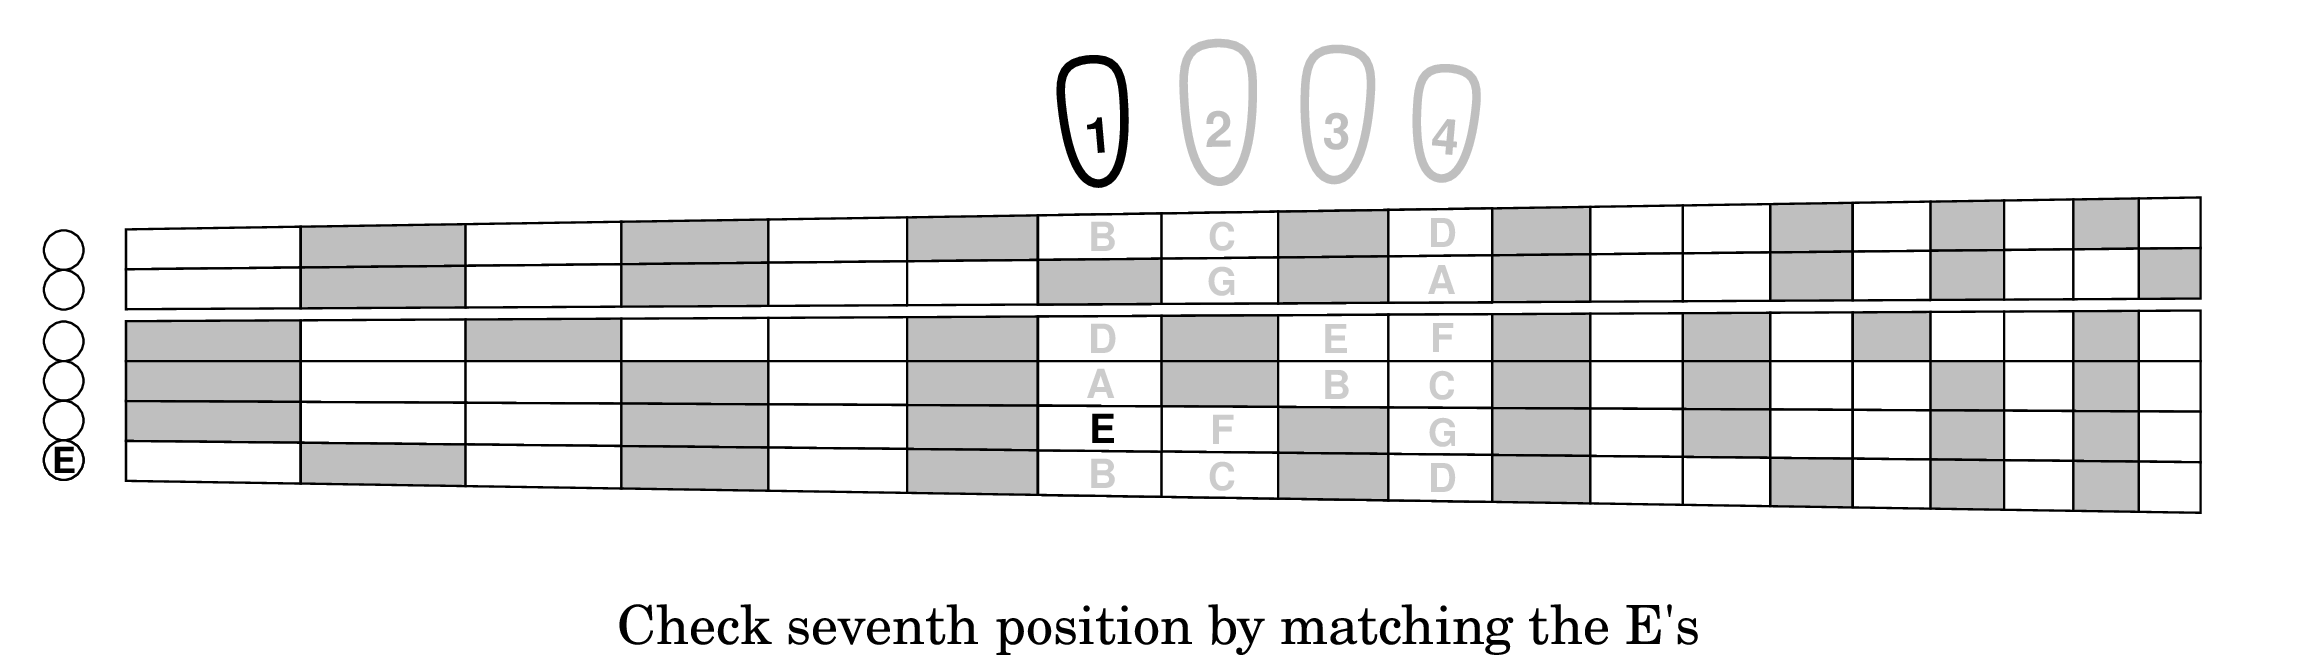 1 2 3 4
B C D
G A
D E F
A B C
E F G
E B C D
Check seventh position by matching the E's